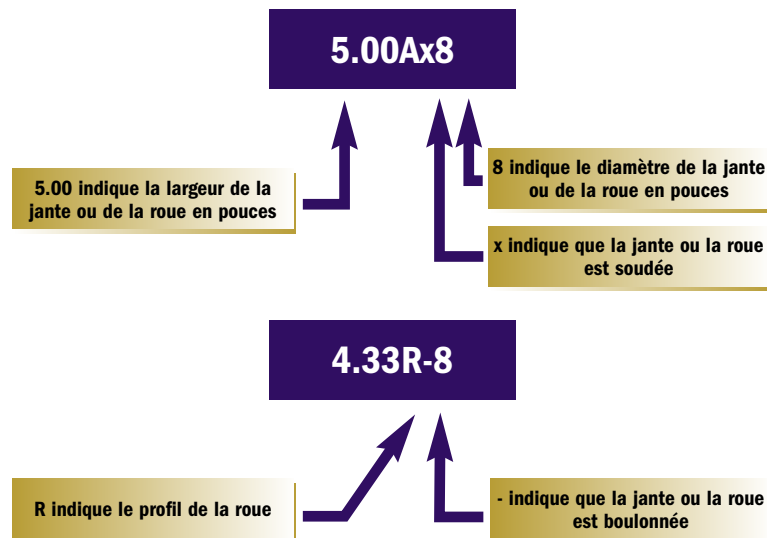 5.00Ax8
5.00 indique la largeur de la
jante ou de la roue en pouces
8 indique le diamètre de la jante
ou de la roue en pouces
x indique que la jante ou la roue
est soudée
4.33R-8
R indique le profil de la roue
- indique que la jante ou la roue
est boulonnée